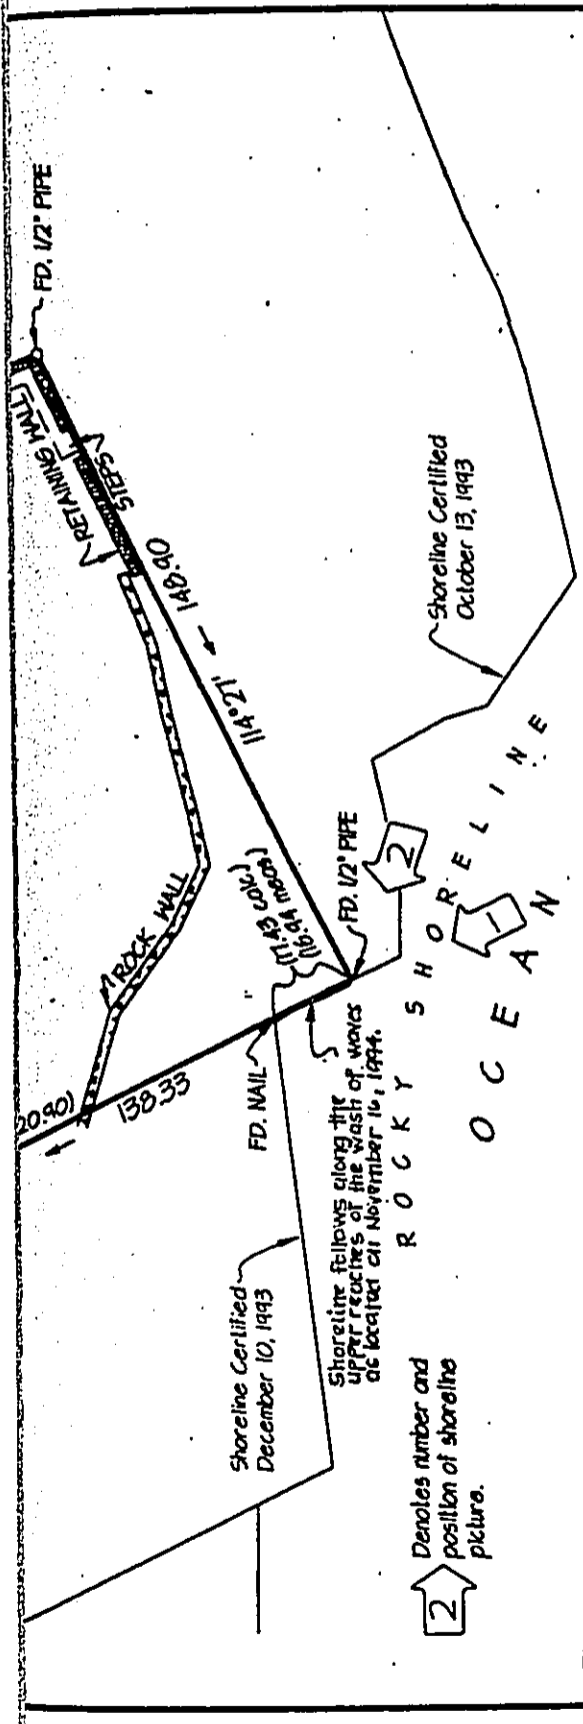 FD. 1/2" PIPE
RETAINING WALL
STEPS
114°27' 148.90
ROCK WALL
20.90)
138.33
(17.43 calc.)
(16.94 meas.)
FD. NAIL
FD. 1/2" PIPE
Shoreline Certified
October 13, 1993
Shoreline Certified
December 10, 1993
Shoreline follows along the
upper reaches of the wash of waves
as located on November 16, 1994.
2
1
ROCKY SHORELINE
OCEAN
2
Denotes number and
position of shoreline
picture.